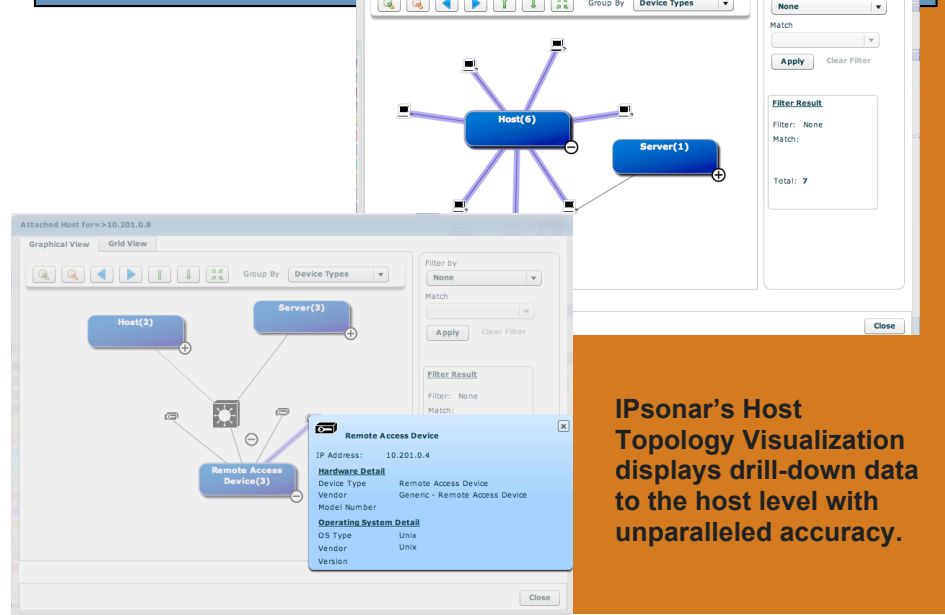 Group By Device Types
None
Match
Apply Clear Filter
Host(6)
Server(1)
Filter Result
Filter: None
Match:
Total: 7
Close
Attached Host for=>10.201.0.8
Graphical View Grid View
Group By Device Types
Filter by
None
Match
Apply Clear Filter
Host(2)
Server(3)
Filter Result
Filter: None
Match:
Remote Access
Device(3)
Remote Access Device
IP Address: 10.201.0.4
Hardware Detail
Device Type Remote Access Device
Vendor Generic - Remote Access Device
Model Number
Operating System Detail
OS Type Unix
Vendor Unix
Version
Close
IPsonar’s Host
Topology Visualization
displays drill-down data
to the host level with
unparalleled accuracy.